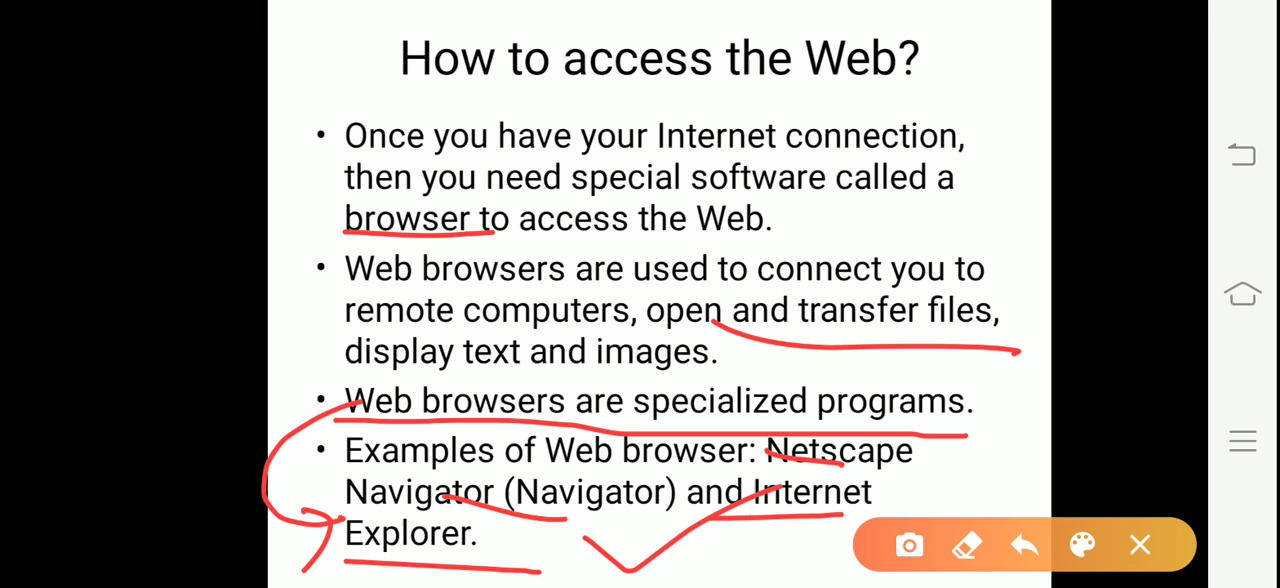 How to access the Web?
• Once you have your Internet connection,
then you need special software called a
browser to access the Web.
• Web browsers are used to connect you to
remote computers, open and transfer files,
display text and images.
• Web browsers are specialized programs.
• Examples of Web browser: Netscape
Navigator (Navigator) and Internet
Explorer.